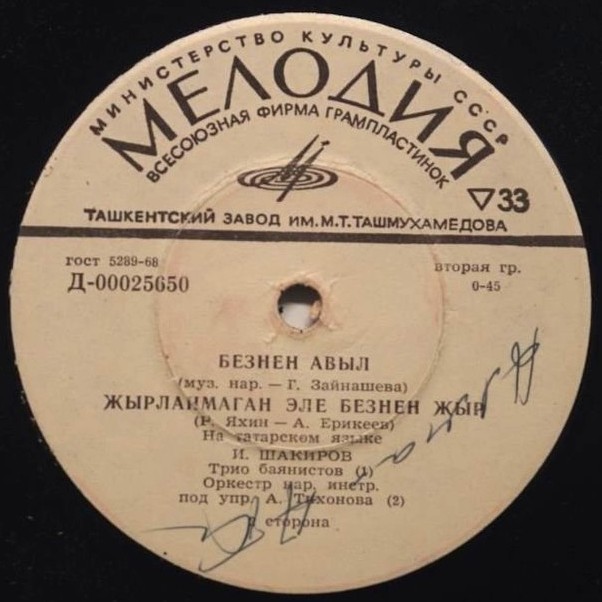 МИНИСТЕРСТВО КУЛЬТУРЫ СССР
МЕЛОДИЯ
ВСЕСОЮЗНАЯ ФИРМА ГРАМПЛАСТИНОК
33
ТАШКЕНТСКИЙ ЗАВОД ИМ. М.Т. ТАШМУХАМЕДОВА
гост 5289-68
Д-00025650
вторая гр.
0-45
БЕЗНЕН АВЫЛ
(муз. нар. — Г. Зайнашева)
ЖЫРЛАНМАГАН ЭЛЕ БЕЗНЕН ЖЫР
(Р. Яхин — А. Ерикеев)
На татарском языке
И. ШАКИРОВ
Трио баянистов (1)
Оркестр нар. инстр.
под упр. А. Тихонова (2)
сторона